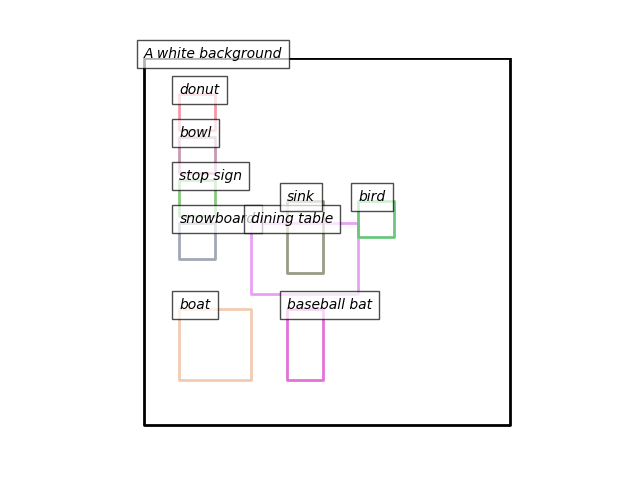 A white background
donut
bowl
stop sign
sink
bird
snowboard
dining table
boat
baseball bat